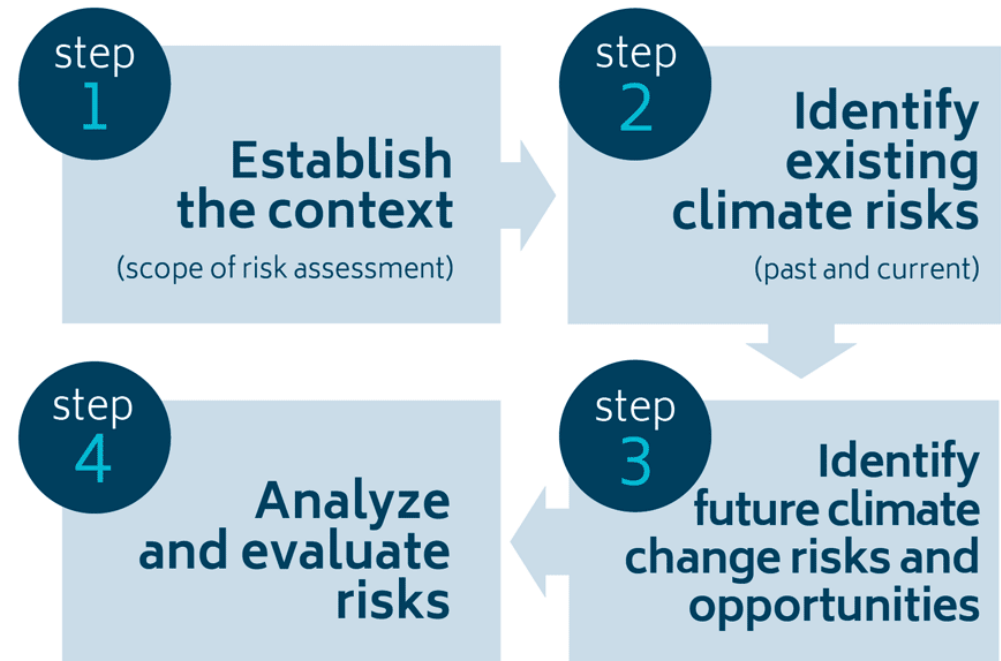 step
1
Establish
the context
(scope of risk assessment)
step
2
Identify
existing
climate risks
(past and current)
step
3
Identify
future climate
change risks and
opportunities
step
4
Analyze
and evaluate
risks